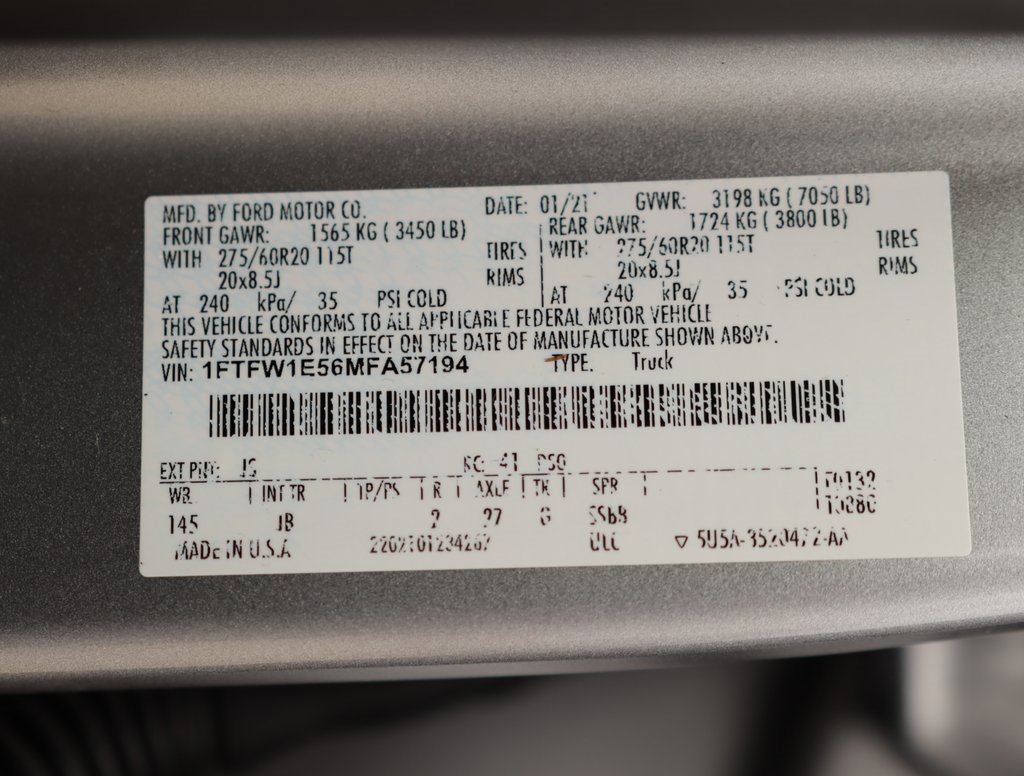 MFD. BY FORD MOTOR CO. DATE: 01/21 GVWR: 3198 KG ( 7050 LB)
FRONT GAWR: 1565 KG ( 3450 LB) REAR GAWR: 1724 KG ( 3800 LB)
WITH 275/60R20 115T TIRES WITH 275/60R20 115T TIRES
20x8.5J RIMS 20x8.5J RIMS
AT 240 kPa/ 35 PSI COLD AT 240 kPa/ 35 PSI COLD
THIS VEHICLE CONFORMS TO ALL APPLICABLE FEDERAL MOTOR VEHICLE
SAFETY STANDARDS IN EFFECT ON THE DATE OF MANUFACTURE SHOWN ABOVE.
VIN: 1FTFW1E56MFA57194 TYPE: Truck
EXT PNT: RC: 41 DSO:
WB INT TR TP/PS R AXLE TR SPR
145 JB
MADE IN U.S.A